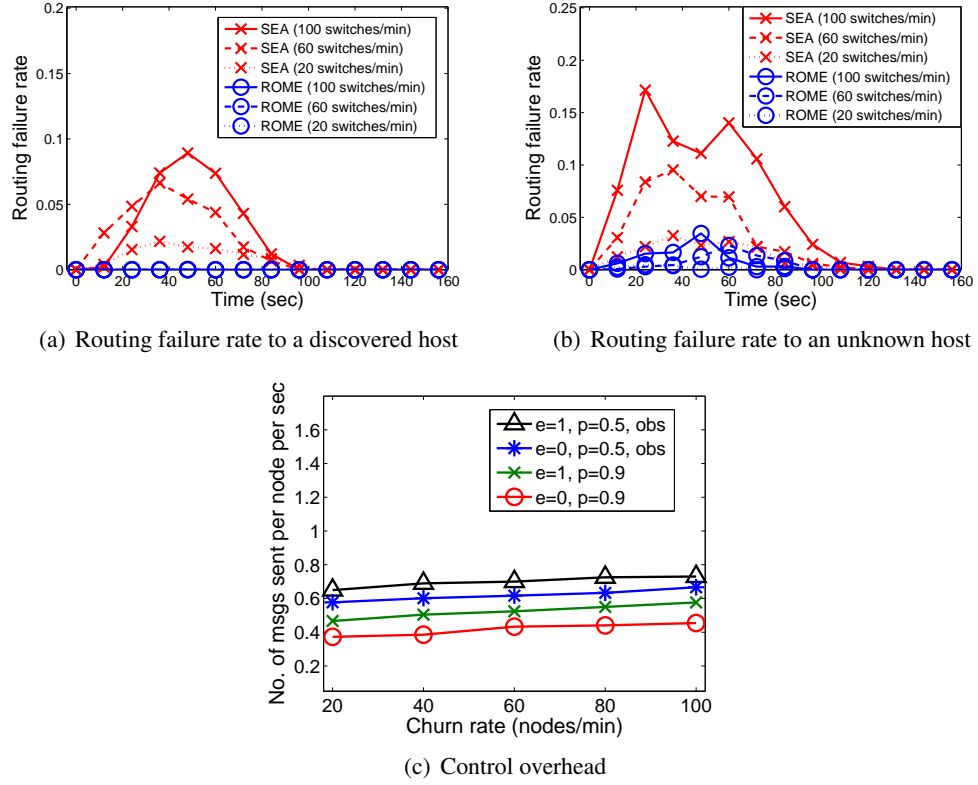 0.2
0.15
0.1
0.05
0
Routing failure rate
SEA (100 switches/min)
SEA (60 switches/min)
SEA (20 switches/min)
ROME (100 switches/min)
ROME (60 switches/min)
ROME (20 switches/min)
0 20 40 60 80 100 120 140 160
Time (sec)
(a) Routing failure rate to a discovered host
0.25
0.2
0.15
0.1
0.05
0
Routing failure rate
SEA (100 switches/min)
SEA (60 switches/min)
SEA (20 switches/min)
ROME (100 switches/min)
ROME (60 switches/min)
ROME (20 switches/min)
0 20 40 60 80 100 120 140 160
Time (sec)
(b) Routing failure rate to an unknown host
No. of msgs sent per node per sec
1.6
1.4
1.2
1
0.8
0.6
0.4
0.2
e=1, p=0.5, obs
e=0, p=0.5, obs
e=1, p=0.9
e=0, p=0.9
20 40 60 80 100
Churn rate (nodes/min)
(c) Control overhead